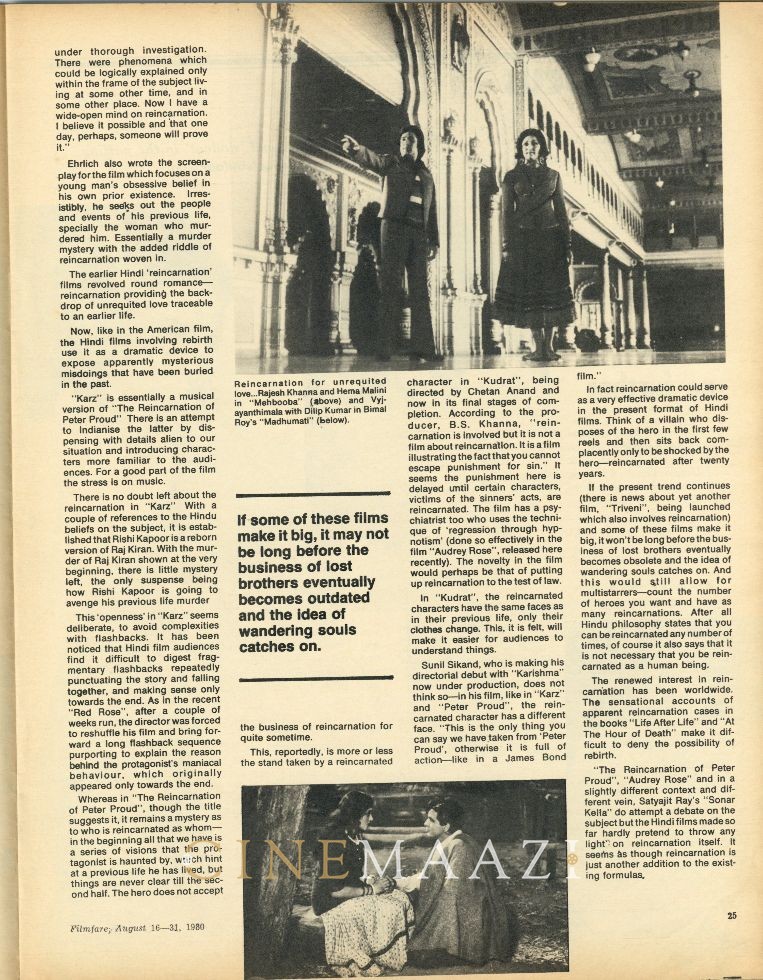 under thorough investigation.
There were phenomena which
could be logically explained only
within the frame of the subject liv-
ing at some other time, and in
some other place. Now I have a
wide-open mind on reincarnation.
I believe it possible and that one
day, perhaps, someone will prove
it."
Ehrlich also wrote the screen-
play for the film which focuses on a
young man's obsessive belief in
his own prior existence. Irres-
istibly, he seeks out the people
and events of his previous life,
specially the woman who mur-
dered him. Essentially a murder
mystery with the added riddle of
reincarnation woven in.
The earlier Hindi 'reincarnation'
films revolved round romance—
reincarnation providing the back-
drop of unrequited love traceable
to an earlier life.
Now, like in the American film,
the Hindi films involving rebirth
use it as a dramatic device to
expose apparently mysterious
misdoings that have been buried
in the past.
"Karz" is essentially a musical
version of "The Reincarnation of
Peter Proud" There is an attempt
to Indianise the latter by dis-
pensing with details alien to our
situation and introducing charac-
ters more familiar to the audi-
ences. For a good part of the film
the stress is on music.
There is no doubt left about the
reincarnation in "Karz" With a
couple of references to the Hindu
beliefs on the subject, it is estab-
lished that Rishi Kapoor is a reborn
version of Raj Kiran. With the mur-
der of Raj Kiran shown at the very
beginning, there is little mystery
left, the only suspense being
how Rishi Kapoor is going to
avenge his previous life murder
This 'openness' in "Karz" seems
deliberate, to avoid complexities
with flashbacks. It has been
noticed that Hindi film audiences
find it difficult to digest frag-
mentary flashbacks repeatedly
punctuating the story and falling
together, and making sense only
towards the end. As in the recent
"Red Rose", after a couple of
weeks run, the director was forced
to reshuffle his film and bring for-
ward a long flashback sequence
purporting to explain the reason
behind the protagonist's maniacal
behaviour, which originally
appeared only towards the end.
Whereas in "The Reincarnation
of Peter Proud", though the title
suggests it, it remains a mystery as
to who is reincarnated as whom—
in the beginning all that we have is
a series of visions that the pro-
tagonist is haunted by, which hint
at a previous life he has lived, but
things are never clear till the sec-
ond half. The hero does not accept
Reincarnation for unrequited
love...Rajesh Khanna and Hema Malini
in "Mehbooba" (above) and Vyj-
ayanthimala with Dilip Kumar in Bimal
Roy's "Madhumati" (below).
If some of these films
make it big, it may not
be long before the
business of lost
brothers eventually
becomes outdated
and the idea of
wandering souls
catches on.
the business of reincarnation for
quite sometime.
This, reportedly, is more or less
the stand taken by a reincarnated
character in "Kudrat", being
directed by Chetan Anand and
now in its final stages of com-
pletion. According to the pro-
ducer, B.S. Khanna, "rein-
carnation is involved but it is not a
film about reincarnation. It is a film
illustrating the fact that you cannot
escape punishment for sin." It
seems the punishment here is
delayed until certain characters,
victims of the sinners' acts, are
reincarnated. The film has a psy-
chiatrist too who uses the techni-
que of 'regression through hyp-
notism' (done so effectively in the
film "Audrey Rose", released here
recently). The novelty in the film
would perhaps be that of putting
up reincarnation to the test of law.
In "Kudrat", the reincarnated
characters have the same faces as
in their previous life, only their
clothes change. This, it is felt, will
make it easier for audiences to
understand things.
Sunil Sikand, who is making his
directorial debut with "Karishma"
now under production, does not
think so—in his film, like in "Karz"
and "Peter Proud", the rein-
carnated character has a different
face. "This is the only thing you
can say we have taken from 'Peter
Proud', otherwise it is full of
action—like in a James Bond
film."
In fact reincarnation could serve
as a very effective dramatic device
in the present format of Hindi
films. Think of a villain who dis-
poses of the hero in the first few
reels and then sits back com-
placently only to be shocked by the
hero—reincarnated after twenty
years.
If the present trend continues
(there is news about yet another
film, "Triveni", being launched
which also involves reincarnation)
and some of these films make it
big, it won't be long before the bus-
iness of lost brothers eventually
becomes obsolete and the idea of
wandering souls catches on. And
this would still allow for
multistarrers—count the number
of heroes you want and have as
many reincarnations. After all
Hindu philosophy states that you
can be reincarnated any number of
times, of course it also says that it
is not necessary that you be rein-
carnated as a human being.
The renewed interest in rein-
carnation has been worldwide.
The sensational accounts of
apparent reincarnation cases in
the books "Life After Life" and "At
The Hour of Death" make it dif-
ficult to deny the possibility of
rebirth.
"The Reincarnation of Peter
Proud", "Audrey Rose" and in a
slightly different context and dif-
ferent vein, Satyajit Ray's "Sonar
Kella" do attempt a debate on the
subject but the Hindi films made so
far hardly pretend to throw any
light on reincarnation itself. It
seems as though reincarnation is
just another addition to the exist-
ing formulas.
CINEMAAZI
Filmfare, August 16—31, 1980
25